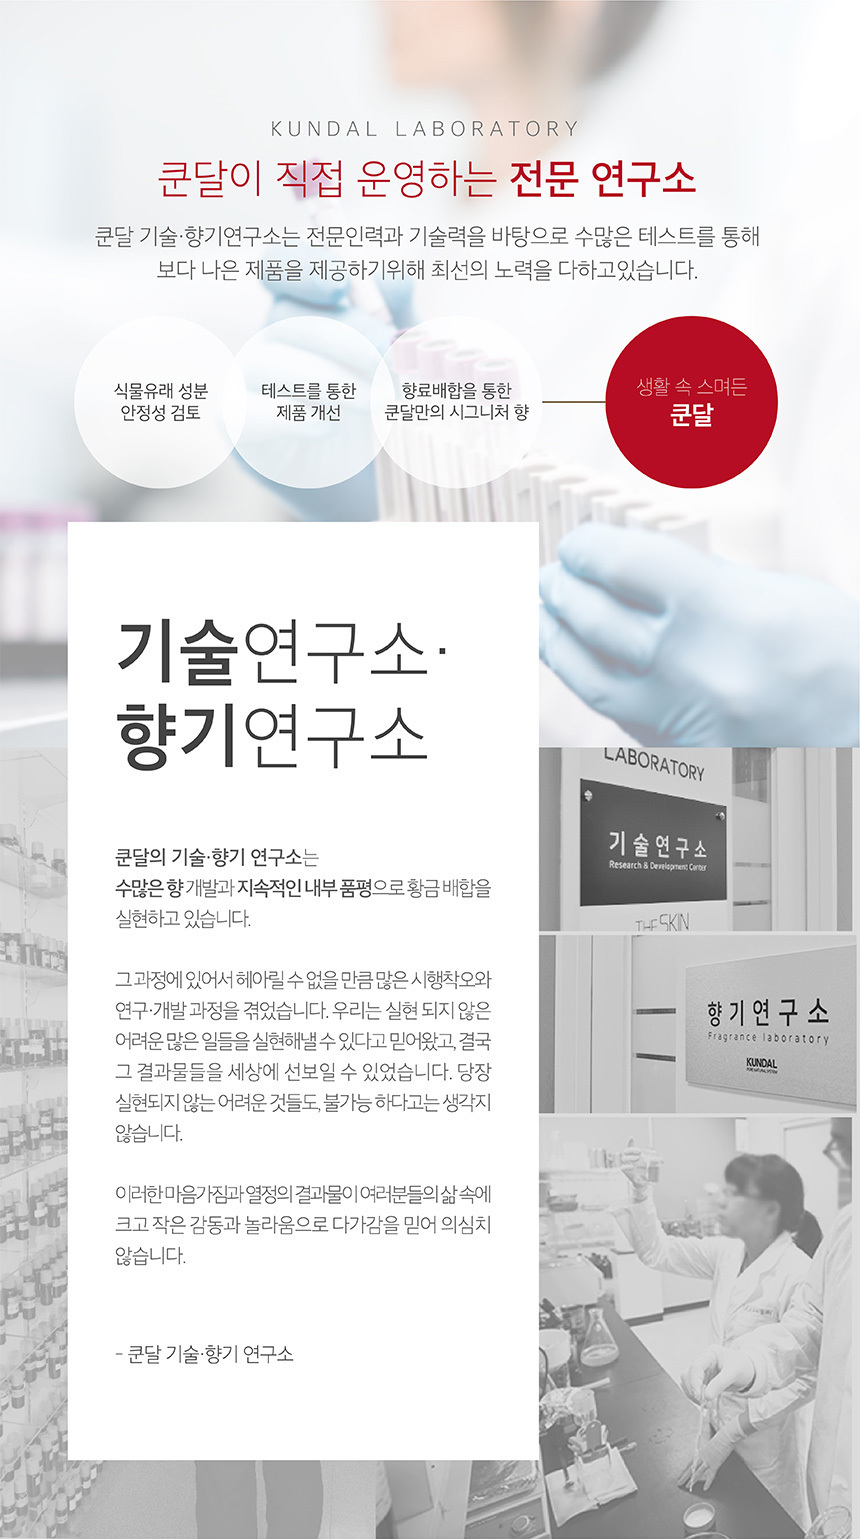 KUNDAL LABORATORY
쿤달이 직접 운영하는 전문 연구소
쿤달 기술·향기연구소는 전문인력과 기술력을 바탕으로 수많은 테스트를 통해
보다 나은 제품을 제공하기위해 최선의 노력을 다하고있습니다.
식물유래 성분
안정성 검토
테스트를 통한
제품 개선
향료배합을 통한
쿤달만의 시그니처 향
생활 속 스며든
쿤달
기술연구소·
향기연구소
쿤달의 기술·향기 연구소는
수많은 향 개발과 지속적인 내부 품평으로 황금 배합을
실현하고 있습니다.
그 과정에 있어서 헤아릴 수 없을 만큼 많은 시행착오와
연구·개발 과정을 겪었습니다. 우리는 실현 되지 않은
어려운 많은 일들을 실현해낼 수 있다고 믿어왔고, 결국
그 결과물들을 세상에 선보일 수 있었습니다. 당장
실현되지 않는 어려운 것들도, 불가능 하다고는 생각지
않습니다.
이러한 마음가짐과 열정의 결과물이 여러분들의 삶 속에
크고 작은 감동과 놀라움으로 다가감을 믿어 의심치
않습니다.
- 쿤달 기술·향기 연구소
LABORATORY
기술연구소
Research & Development Center
THE SKIN
향기연구소
Fragrance laboratory
KUNDAL
PURE NATURAL SYSTEM